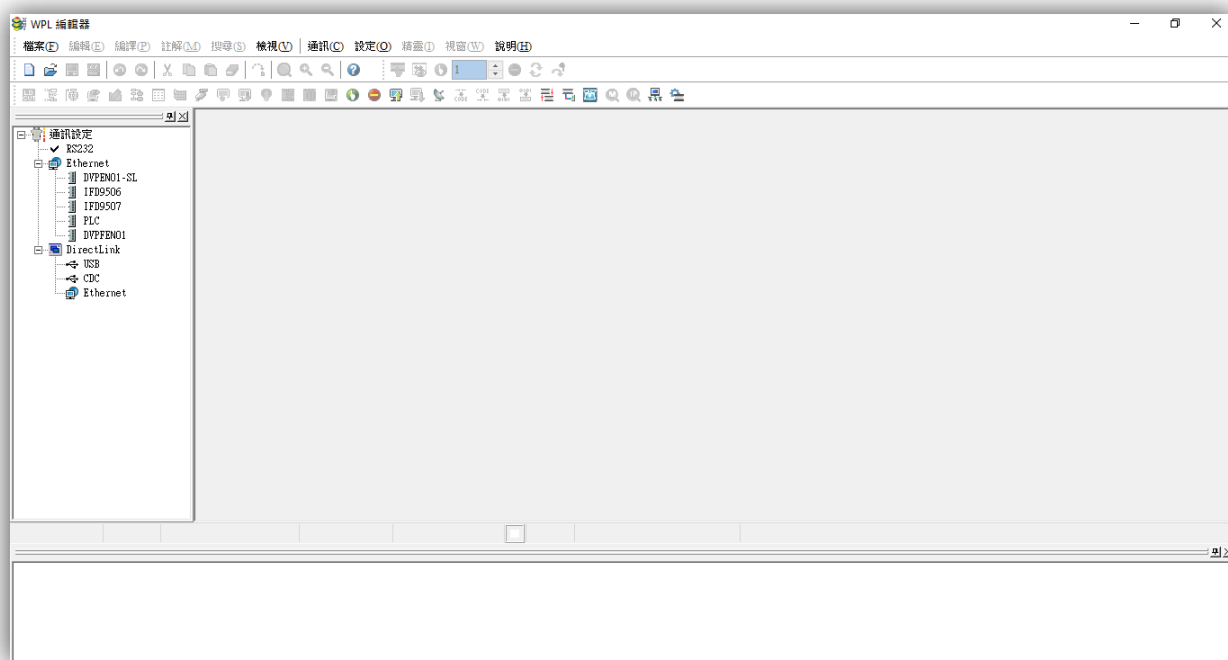 WPL 編輯器
檔案(F) 編輯(E) 編譯(P) 註解(M) 搜尋(S) 檢視(V) 通訊(C) 設定(O) 精靈(I) 視窗(W) 說明(H)
1
通訊設定
RS232
Ethernet
DVPEN01-SL
IFD9506
IFD9507
PLC
DVPFEN01
DirectLink
USB
CDC
Ethernet